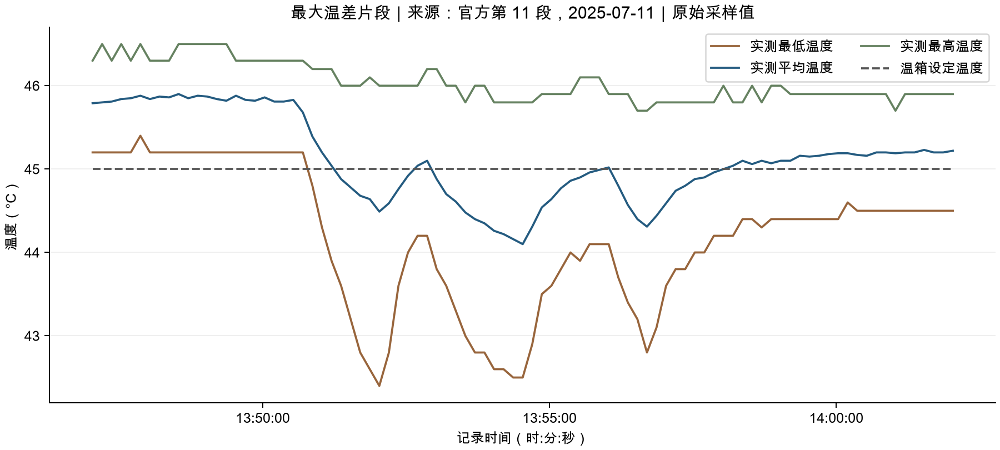 最大温差片段 | 来源：官方第 11 段，2025-07-11 | 原始采样值
实测最低温度
实测平均温度
实测最高温度
温箱设定温度
温度（°C）
46
45
44
43
13:50:00
13:55:00
14:00:00
记录时间（时:分:秒）